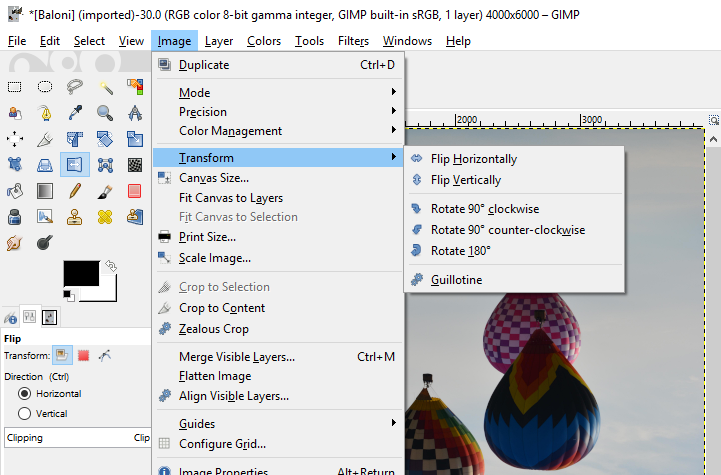 *[Baloni] (imported)-30.0 (RGB color 8-bit gamma integer, GIMP built-in sRGB, 1 layer) 4000x6000 – GIMP
File Edit Select View Image Layer Colors Tools Filters Windows Help
Duplicate Ctrl+D
Mode
Precision
Color Management
Transform
Canvas Size...
Fit Canvas to Layers
Fit Canvas to Selection
Print Size...
Scale Image...
Crop to Selection
Crop to Content
Zealous Crop
Merge Visible Layers... Ctrl+M
Flatten Image
Align Visible Layers...
Guides
Configure Grid...
Image Properties Alt+Return
2000 3000
Flip Horizontally
Flip Vertically
Rotate 90° clockwise
Rotate 90° counter-clockwise
Rotate 180°
Guillotine
Flip
Transform:
Direction (Ctrl)
Horizontal
Vertical
Clipping Clip